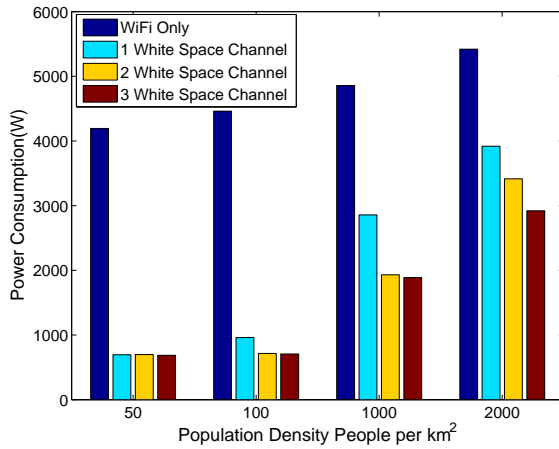 6000
5000
4000
3000
2000
1000
0
Power Consumption(W)
WiFi Only
1 White Space Channel
2 White Space Channel
3 White Space Channel
50
100
1000
2000
Population Density People per km²